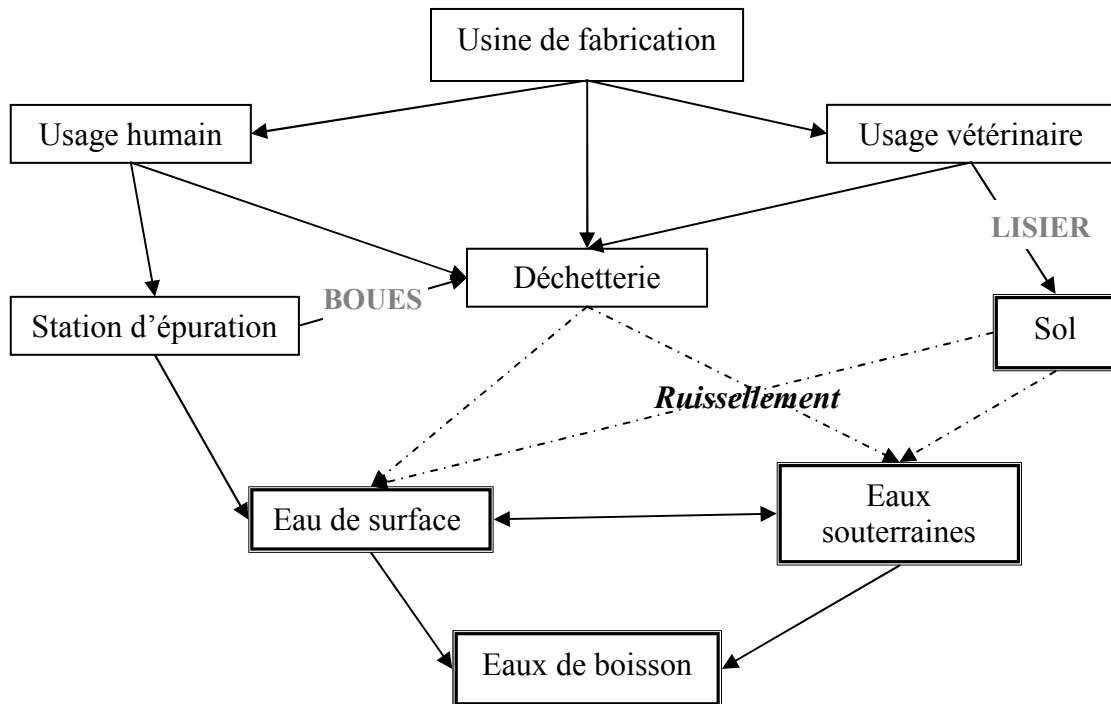 Usine de fabrication
Usage humain
Usage vétérinaire
LISIER
Déchetterie
BOUES
Station d’épuration
Sol
Ruissellement
Eau de surface
Eaux
souterraines
Eaux de boisson